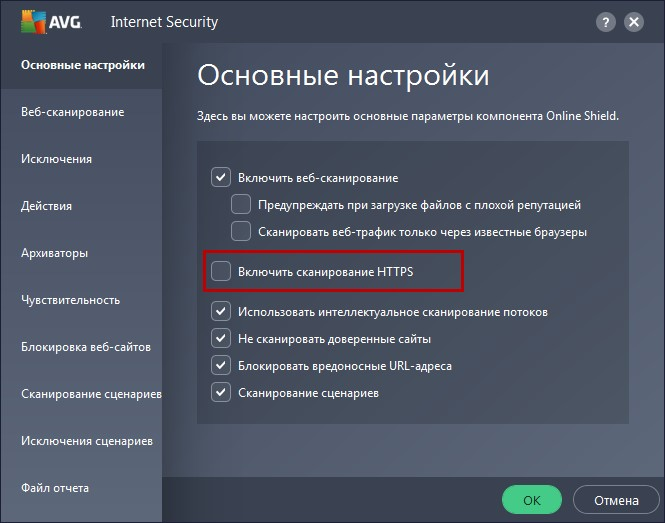 AVG. Internet Security
?
Основные настройки
Веб-сканирование
Исключения
Действия
Архиваторы
Чувствительность
Блокировка веб-сайтов
Сканирование сценариев
Исключения сценариев
Файл отчета
Основные настройки
Здесь вы можете настроить основные параметры компонента Online Shield.
Включить веб-сканирование
Предупреждать при загрузке файлов с плохой репутацией
Сканировать веб-трафик только через известные браузеры
Включить сканирование HTTPS
Использовать интеллектуальное сканирование потоков
Не сканировать доверенные сайты
Блокировать вредоносные URL-адреса
Сканирование сценариев
ОК
Отмена